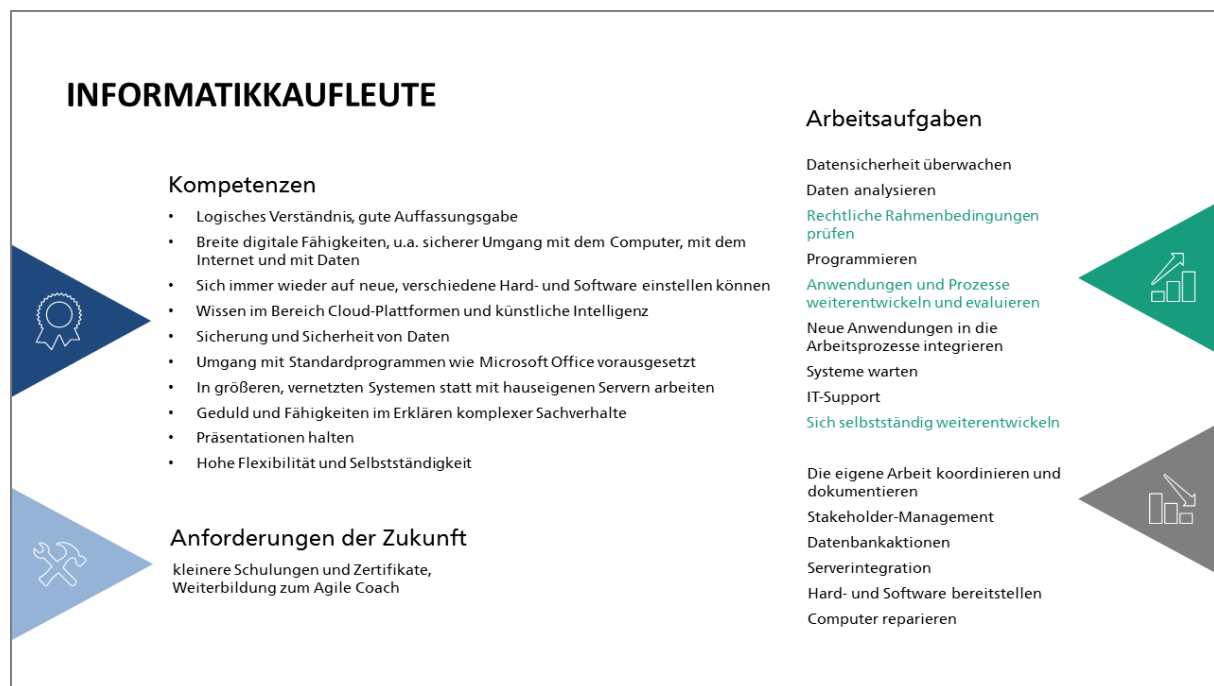 INFORMATIKKAUFLEUTE
Kompetenzen
• Logisches Verständnis, gute Auffassungsgabe
• Breite digitale Fähigkeiten, u.a. sicherer Umgang mit dem Computer, mit dem
Internet und mit Daten
• Sich immer wieder auf neue, verschiedene Hard- und Software einstellen können
• Wissen im Bereich Cloud-Plattformen und künstliche Intelligenz
• Sicherung und Sicherheit von Daten
• Umgang mit Standardprogrammen wie Microsoft Office vorausgesetzt
• In größeren, vernetzten Systemen statt mit hauseigenen Servern arbeiten
• Geduld und Fähigkeiten im Erklären komplexer Sachverhalte
• Präsentationen halten
• Hohe Flexibilität und Selbstständigkeit
Anforderungen der Zukunft
kleinere Schulungen und Zertifikate,
Weiterbildung zum Agile Coach
Arbeitsaufgaben
Datensicherheit überwachen
Daten analysieren
Rechtliche Rahmenbedingungen
prüfen
Programmieren
Anwendungen und Prozesse
weiterentwickeln und evaluieren
Neue Anwendungen in die
Arbeitsprozesse integrieren
Systeme warten
IT-Support
Sich selbstständig weiterentwickeln
Die eigene Arbeit koordinieren und
dokumentieren
Stakeholder-Management
Datenbankaktionen
Serverintegration
Hard- und Software bereitstellen
Computer reparieren